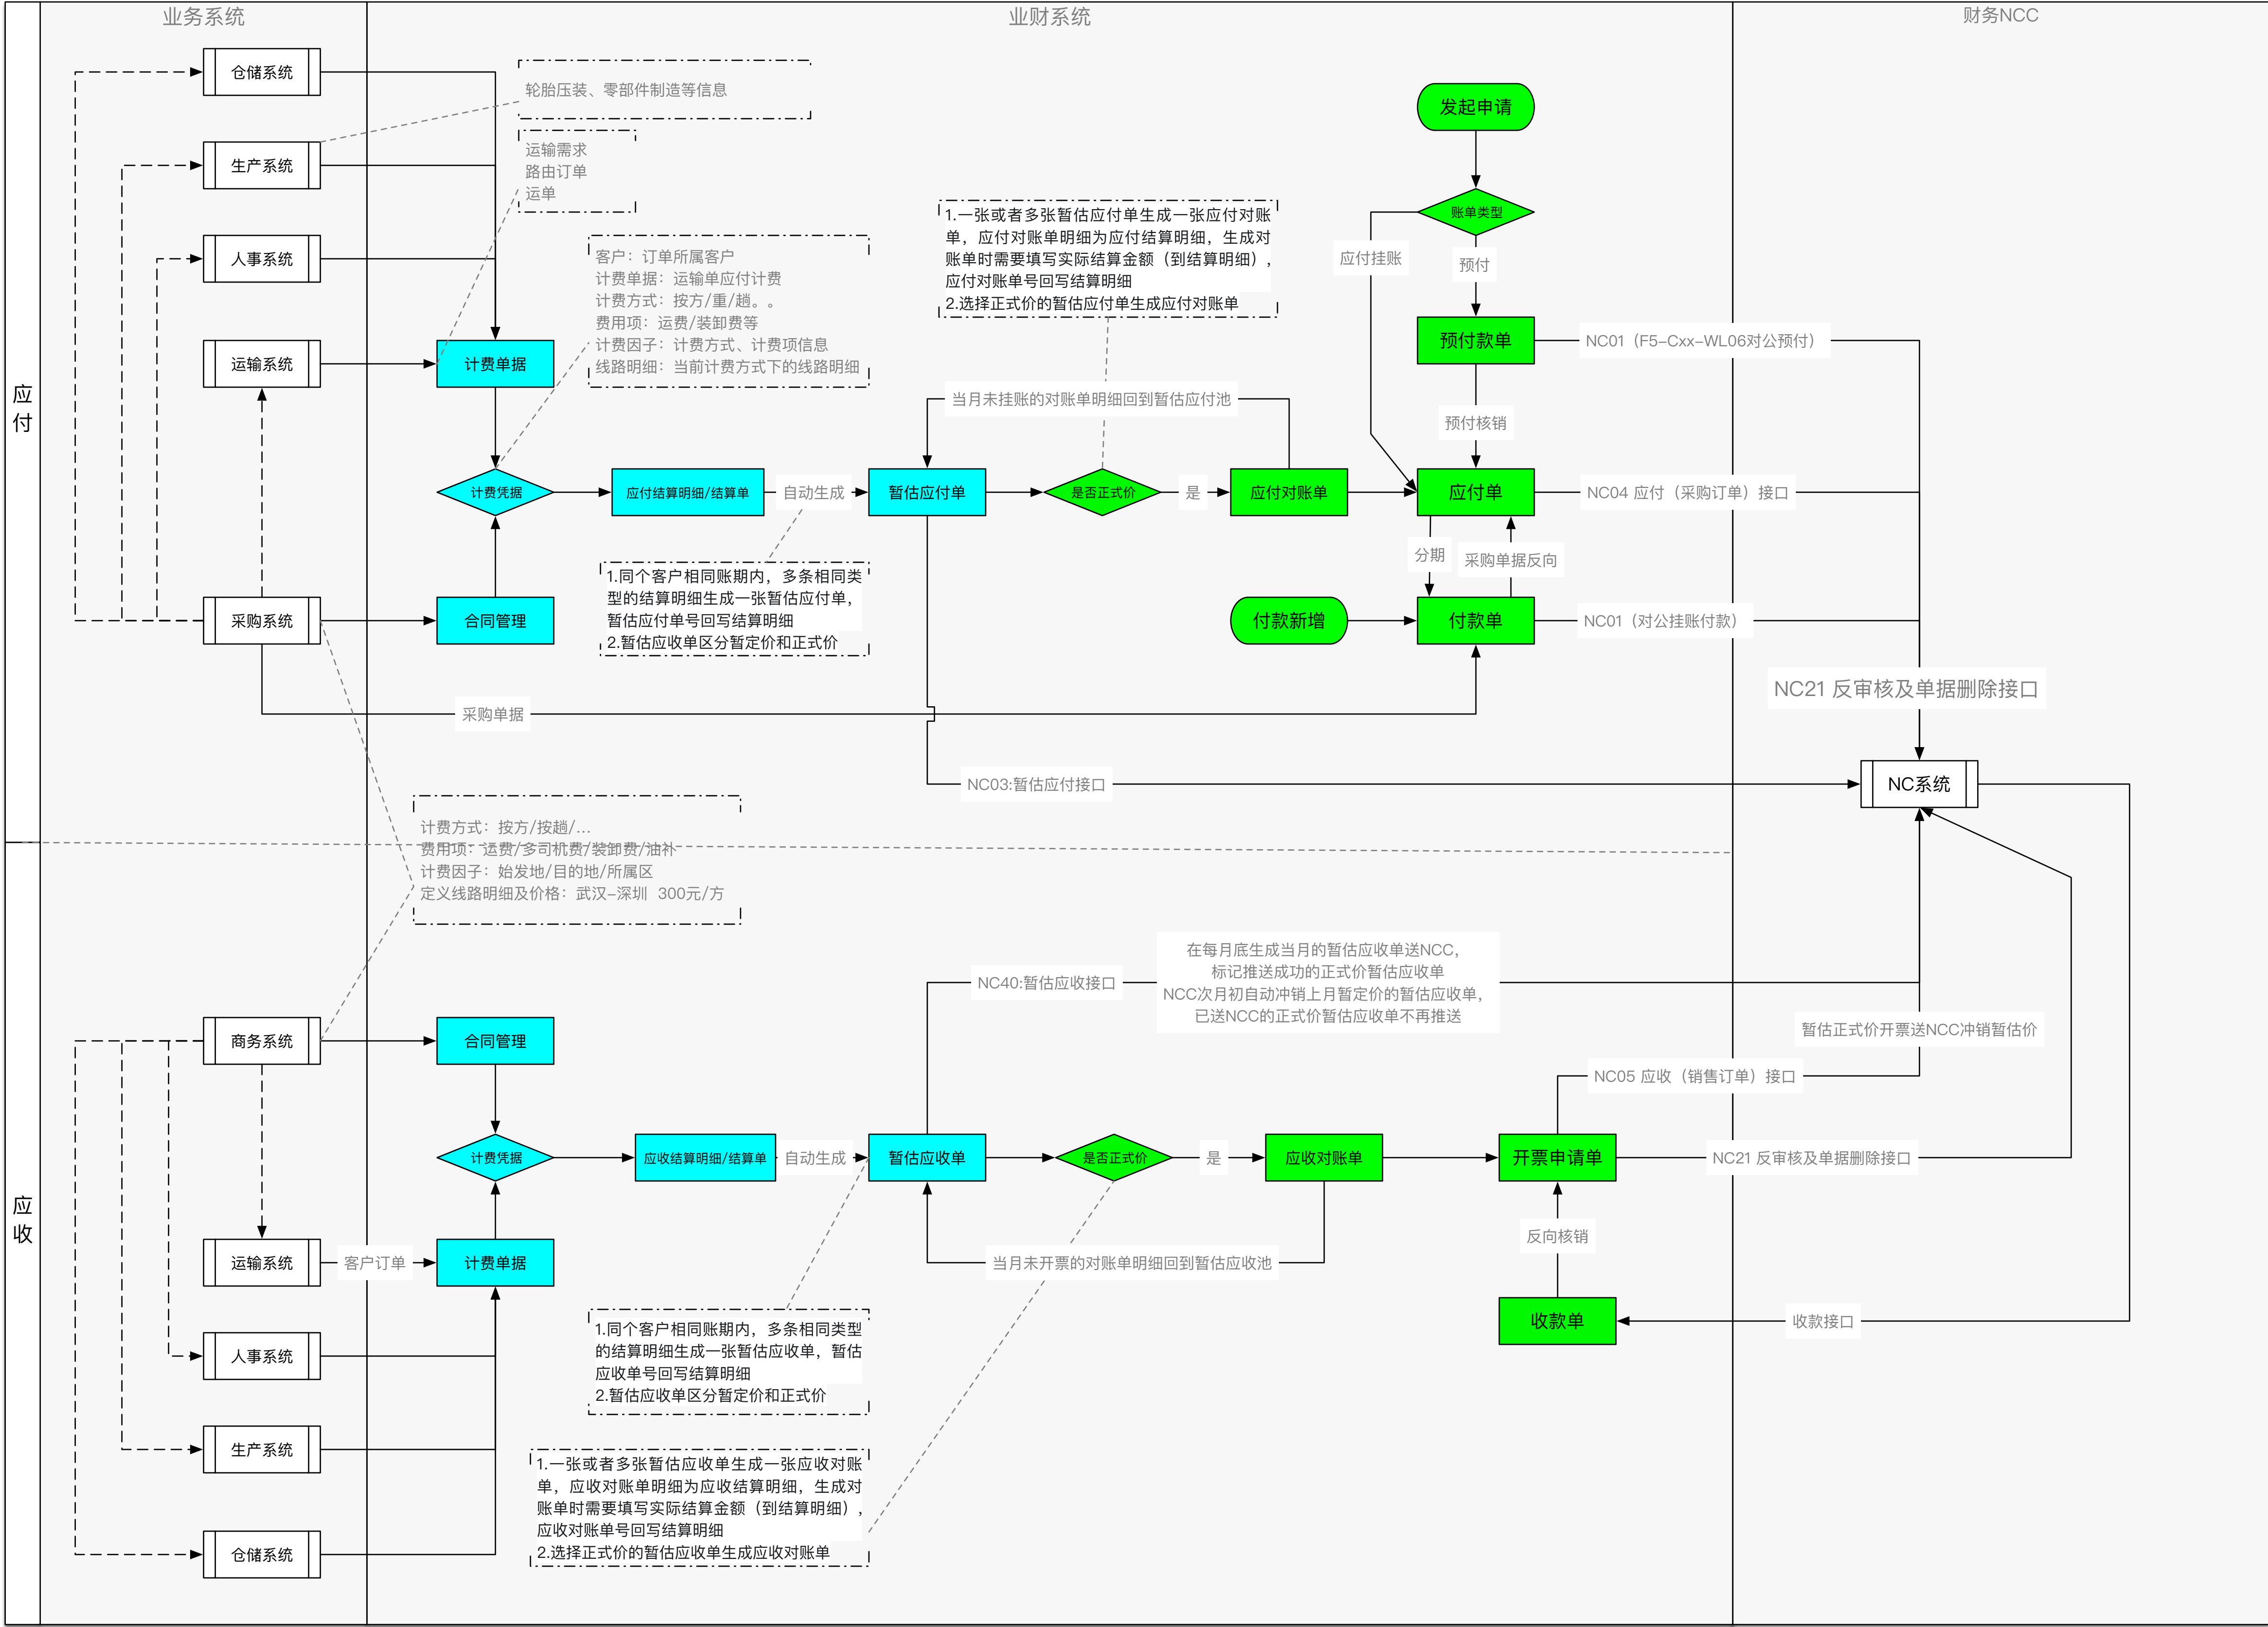 业务系统
业财系统
财务NCC
应
付
仓储系统
生产系统
人事系统
运输系统
采购系统
轮胎压装、零部件制造等信息
运输需求
路由订单
运单
客户：订单所属客户
计费单据：运输单应付计费
计费方式：按方/重/趟。。
费用项：运费/装卸费等
计费因子：计费方式、计费项信息
线路明细：当前计费方式下的线路明细
计费单据
计费凭据
合同管理
应付结算明细/结算单
自动生成
暂估应付单
1.同个客户相同账期内，多条相同类
型的结算明细生成一张暂估应付单，
暂估应付单号回写结算明细
2.暂估应收单区分暂定价和正式价
1.一张或者多张暂估应付单生成一张应付对账
单，应付对账单明细为应付结算明细，生成对
账单时需要填写实际结算金额（到结算明细），
应付对账单号回写结算明细
2.选择正式价的暂估应付单生成应付对账单
当月未挂账的对账单明细回到暂估应付池
是否正式价
是
应付对账单
发起申请
账单类型
应付挂账
预付
预付款单
NC01（F5-Cxx-WL06对公预付）
预付核销
应付单
NC04 应付（采购订单）接口
分期
采购单据反向
付款新增
付款单
NC01（对公挂账付款）
NC21 反审核及单据删除接口
采购单据
NC03:暂估应付接口
NC系统
计费方式：按方/按趟/...
费用项：运费/多司机费/装卸费/油补
计费因子：始发地/目的地/所属区
定义线路明细及价格：武汉-深圳  300元/方
应
收
商务系统
运输系统
人事系统
生产系统
仓储系统
客户订单
合同管理
计费凭据
计费单据
应收结算明细/结算单
自动生成
暂估应收单
NC40:暂估应收接口
在每月底生成当月的暂估应收单送NCC，
标记推送成功的正式价暂估应收单
NCC次月初自动冲销上月暂定价的暂估应收单，
已送NCC的正式价暂估应收单不再推送
暂估正式价开票送NCC冲销暂估价
NC05 应收（销售订单）接口
是否正式价
是
应收对账单
开票申请单
NC21 反审核及单据删除接口
当月未开票的对账单明细回到暂估应收池
反向核销
收款单
收款接口
1.同个客户相同账期内，多条相同类型
的结算明细生成一张暂估应收单，暂估
应收单号回写结算明细
2.暂估应收单区分暂定价和正式价
1.一张或者多张暂估应收单生成一张应收对账
单，应收对账单明细为应收结算明细，生成对
账单时需要填写实际结算金额（到结算明细），
应收对账单号回写结算明细
2.选择正式价的暂估应收单生成应收对账单